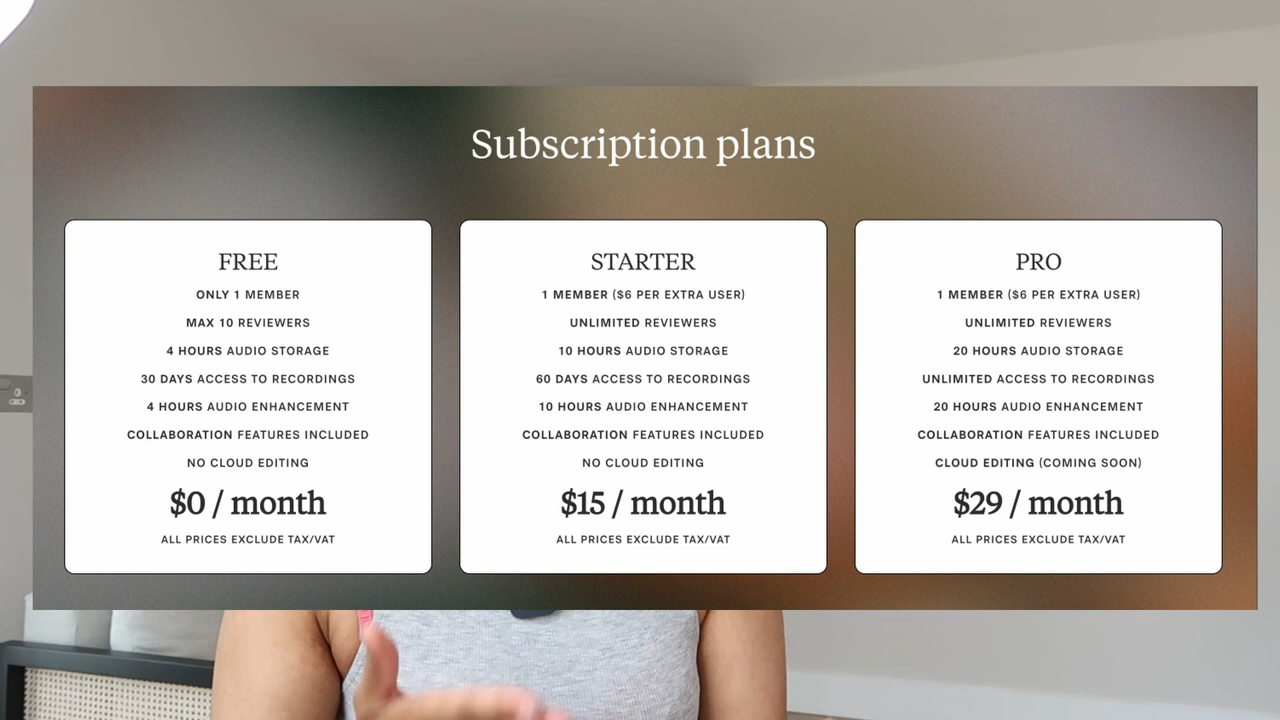 Subscription plans
FREE
ONLY 1 MEMBER
MAX 10 REVIEWERS
4 HOURS AUDIO STORAGE
30 DAYS ACCESS TO RECORDINGS
4 HOURS AUDIO ENHANCEMENT
COLLABORATION FEATURES INCLUDED
NO CLOUD EDITING
$0 / month
ALL PRICES EXCLUDE TAX/VAT
STARTER
1 MEMBER ($6 PER EXTRA USER)
UNLIMITED REVIEWERS
10 HOURS AUDIO STORAGE
60 DAYS ACCESS TO RECORDINGS
10 HOURS AUDIO ENHANCEMENT
COLLABORATION FEATURES INCLUDED
NO CLOUD EDITING
$15 / month
ALL PRICES EXCLUDE TAX/VAT
PRO
1 MEMBER ($6 PER EXTRA USER)
UNLIMITED REVIEWERS
20 HOURS AUDIO STORAGE
UNLIMITED ACCESS TO RECORDINGS
20 HOURS AUDIO ENHANCEMENT
COLLABORATION FEATURES INCLUDED
CLOUD EDITING (COMING SOON)
$29 / month
ALL PRICES EXCLUDE TAX/VAT